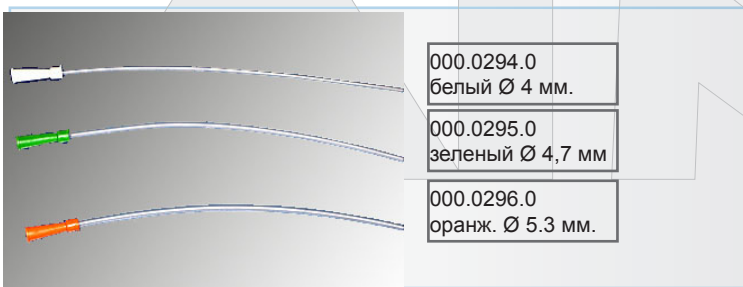 000.0294.0
белый Ø 4 мм.
000.0295.0
зеленый Ø 4,7 мм
000.0296.0
оранж. Ø 5.3 мм.